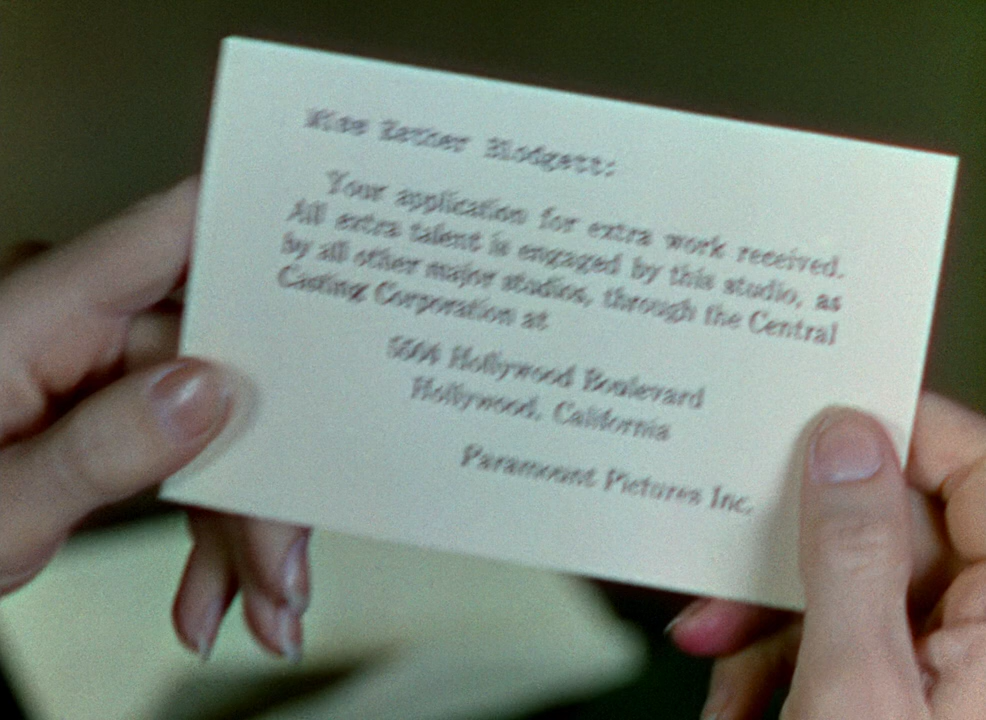 Miss Esther Blodgett:
Your application for extra work received.
All extra talent is engaged by this studio, as
by all other major studios, through the Central
Casting Corporation at
Hollywood Boulevard
Hollywood, California
Paramount Pictures Inc.